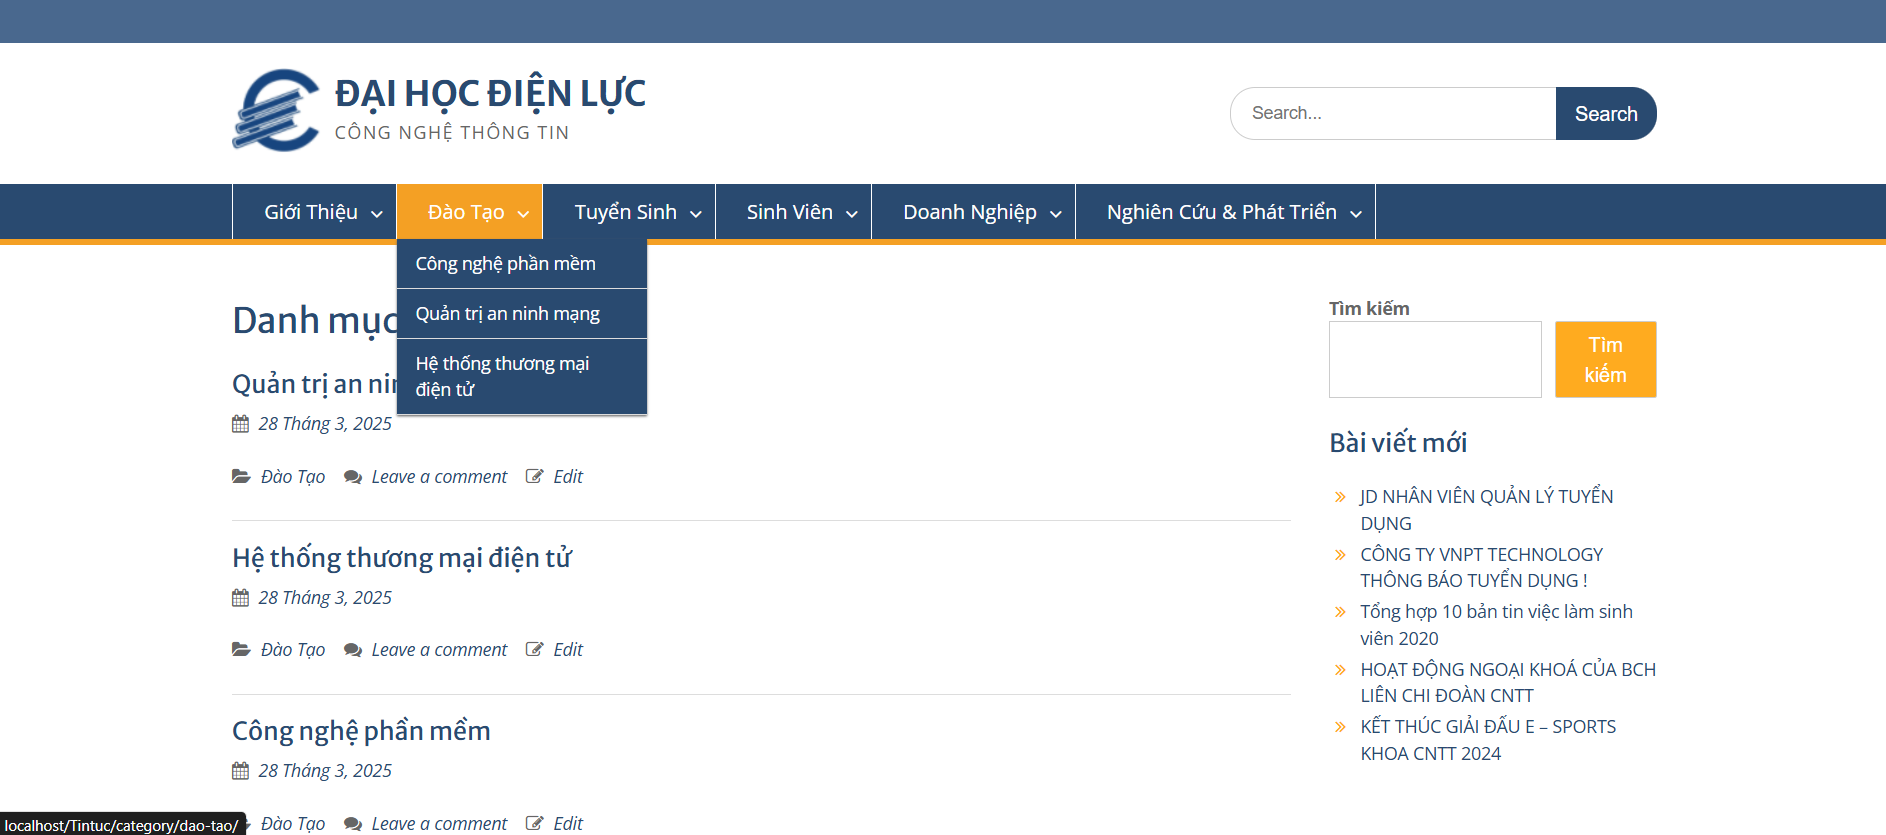 ĐẠI HỌC ĐIỆN LỰC
CÔNG NGHỆ THÔNG TIN
Search...
Search
Giới Thiệu
Đào Tạo
Tuyển Sinh
Sinh Viên
Doanh Nghiệp
Nghiên Cứu & Phát Triển
Công nghệ phần mềm
Quản trị an ninh mạng
Hệ thống thương mại
điện tử
Danh mục
Quản trị an nin
28 Tháng 3, 2025
Đào Tạo Leave a comment Edit
Hệ thống thương mại điện tử
28 Tháng 3, 2025
Đào Tạo Leave a comment Edit
Công nghệ phần mềm
28 Tháng 3, 2025
Đào Tạo Leave a comment Edit
Tìm kiếm
Tìm
kiếm
Bài viết mới
JD NHÂN VIÊN QUẢN LÝ TUYỂN
DỤNG
CÔNG TY VNPT TECHNOLOGY
THÔNG BÁO TUYỂN DỤNG !
Tổng hợp 10 bản tin việc làm sinh
viên 2020
HOẠT ĐỘNG NGOẠI KHOÁ CỦA BCH
LIÊN CHI ĐOÀN CNTT
KẾT THÚC GIẢI ĐẤU E – SPORTS
KHOA CNTT 2024
localhost/Tintuc/category/dao-tao/